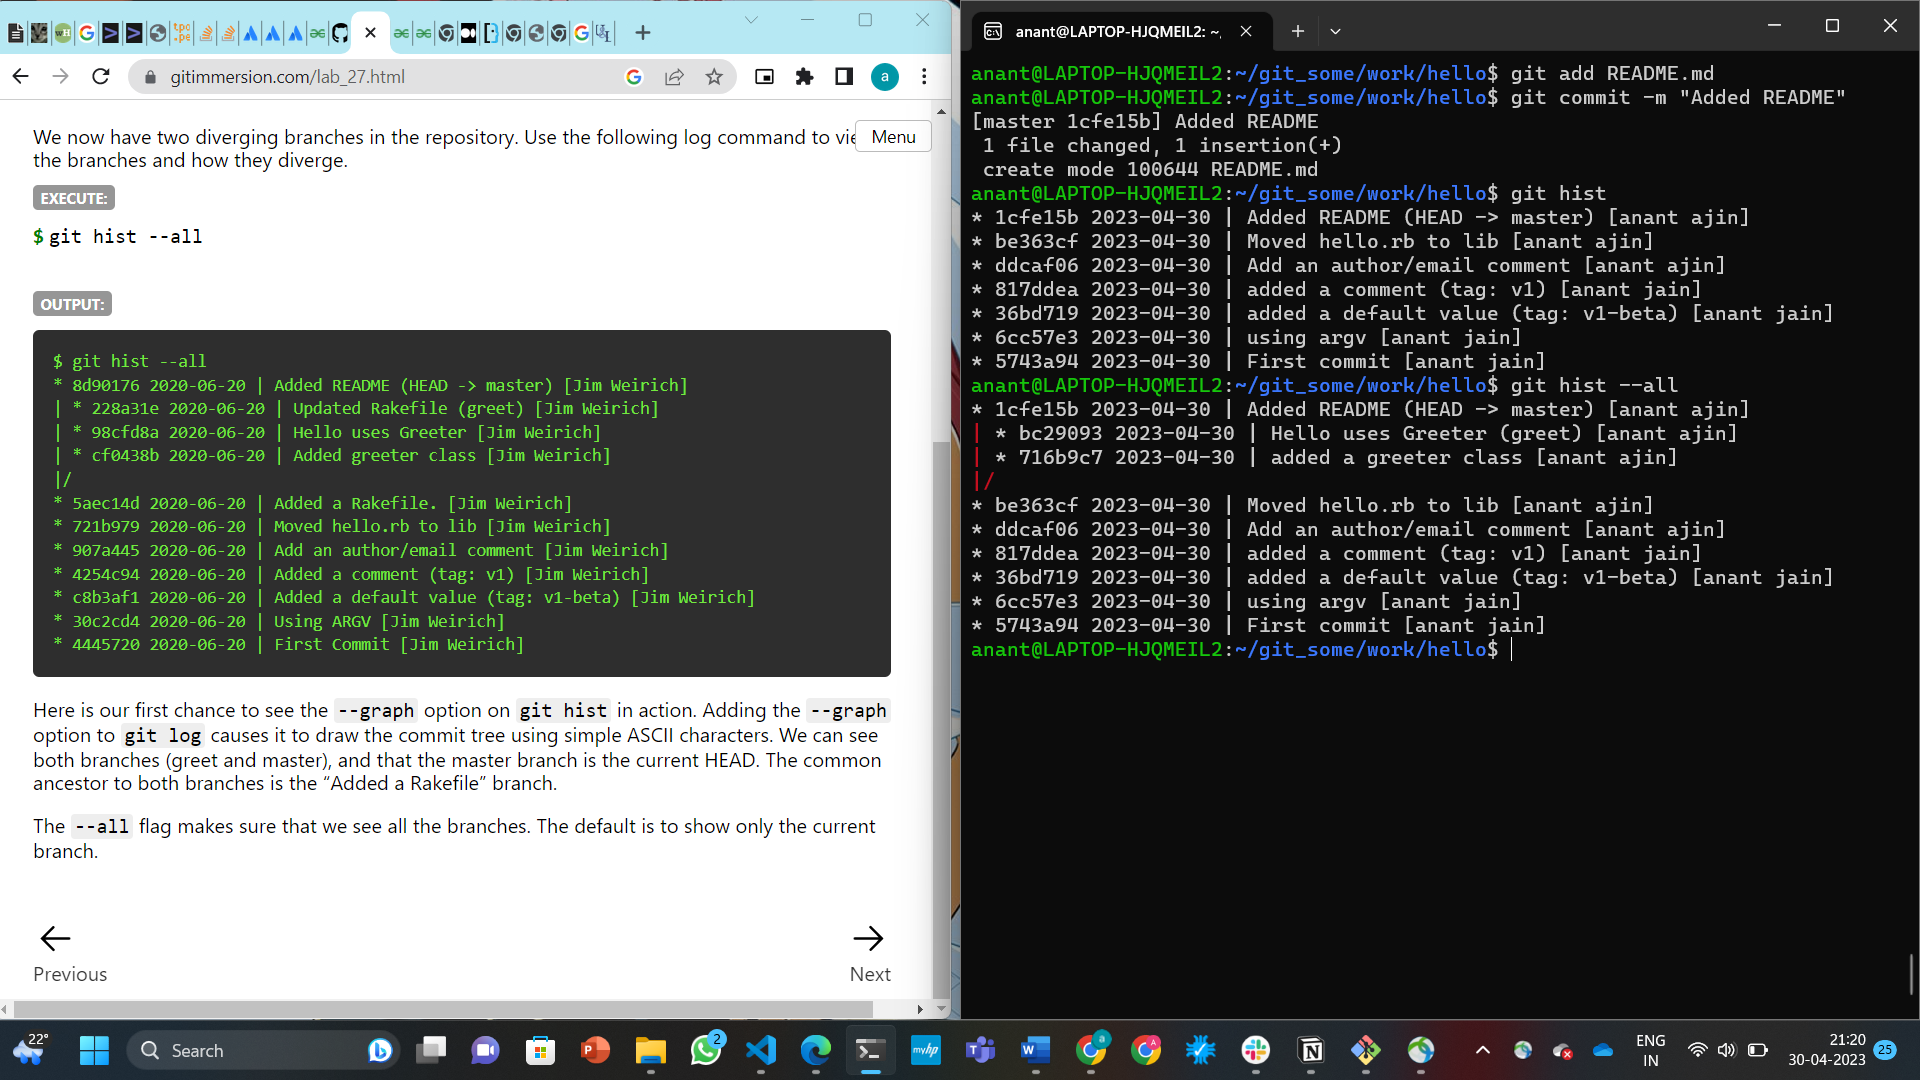 gitimmersion.com/lab_27.html
a
We now have two diverging branches in the repository. Use the following log command to vie
the branches and how they diverge.
Menu
EXECUTE:
$ git hist --all
OUTPUT:
$ git hist --all
* 8d90176 2020-06-20 | Added README (HEAD -> master) [Jim Weirich]
| * 228a31e 2020-06-20 | Updated Rakefile (greet) [Jim Weirich]
| * 98cfd8a 2020-06-20 | Hello uses Greeter [Jim Weirich]
| * cf0438b 2020-06-20 | Added greeter class [Jim Weirich]
|/
* 5aec14d 2020-06-20 | Added a Rakefile. [Jim Weirich]
* 721b979 2020-06-20 | Moved hello.rb to lib [Jim Weirich]
* 907a445 2020-06-20 | Add an author/email comment [Jim Weirich]
* 4254c94 2020-06-20 | Added a comment (tag: v1) [Jim Weirich]
* c8b3af1 2020-06-20 | Added a default value (tag: v1-beta) [Jim Weirich]
* 30c2cd4 2020-06-20 | Using ARGV [Jim Weirich]
* 4445720 2020-06-20 | First Commit [Jim Weirich]
Here is our first chance to see the --graph option on git hist in action. Adding the --graph
option to git log causes it to draw the commit tree using simple ASCII characters. We can see
both branches (greet and master), and that the master branch is the current HEAD. The common
ancestor to both branches is the “Added a Rakefile” branch.
The --all flag makes sure that we see all the branches. The default is to show only the current
branch.
Previous
Next
anant@LAPTOP-HJQMEIL2: ~,
anant@LAPTOP-HJQMEIL2:~/git_some/work/hello$ git add README.md
anant@LAPTOP-HJQMEIL2:~/git_some/work/hello$ git commit -m "Added README"
[master 1cfe15b] Added README
1 file changed, 1 insertion(+)
create mode 100644 README.md
anant@LAPTOP-HJQMEIL2:~/git_some/work/hello$ git hist
* 1cfe15b 2023-04-30 | Added README (HEAD -> master) [anant ajin]
* be363cf 2023-04-30 | Moved hello.rb to lib [anant ajin]
* ddcaf06 2023-04-30 | Add an author/email comment [anant ajin]
* 817ddea 2023-04-30 | added a comment (tag: v1) [anant jain]
* 36bd719 2023-04-30 | added a default value (tag: v1-beta) [anant jain]
* 6cc57e3 2023-04-30 | using argv [anant jain]
* 5743a94 2023-04-30 | First commit [anant jain]
anant@LAPTOP-HJQMEIL2:~/git_some/work/hello$ git hist --all
* 1cfe15b 2023-04-30 | Added README (HEAD -> master) [anant ajin]
| * bc29093 2023-04-30 | Hello uses Greeter (greet) [anant ajin]
| * 716b9c7 2023-04-30 | added a greeter class [anant ajin]
|/
* be363cf 2023-04-30 | Moved hello.rb to lib [anant ajin]
* ddcaf06 2023-04-30 | Add an author/email comment [anant ajin]
* 817ddea 2023-04-30 | added a comment (tag: v1) [anant jain]
* 36bd719 2023-04-30 | added a default value (tag: v1-beta) [anant jain]
* 6cc57e3 2023-04-30 | using argv [anant jain]
* 5743a94 2023-04-30 | First commit [anant jain]
anant@LAPTOP-HJQMEIL2:~/git_some/work/hello$
22°
Search
2
myhp
ENG
IN
21:20
30-04-2023
25